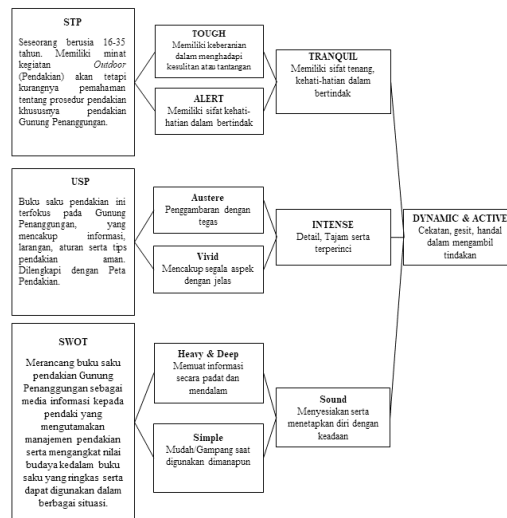 STP
Seseorang berusia 16-35
tahun. Memiliki minat
kegiatan Outdoor
(Pendakian) akan tetapi
kurangnya pemahaman
tentang prosedur pendakian
khususnya pendakian
Gunung Penanggungan.
TOUGH
Memiliki keberanian
dalam menghadapi
kesulitan atau tantangan
ALERT
Memiliki sifat kehati-
hatian dalam bertindak
TRANQUIL
Memiliki sifat tenang,
kehati-hatian dalam
bertindak
USP
Buku saku pendakian ini
terfokus pada Gunung
Penanggungan, yang
mencakup informasi,
larangan, aturan serta tips
pendakian aman.
Dilengkapi dengan Peta
Pendakian.
Austere
Penggambaran dengan
tegas
Vivid
Mencakup segala aspek
dengan jelas
INTENSE
Detail, Tajam serta
terperinci
DYNAMIC & ACTIVE
Cekatan, gesit, handal
dalam mengambil
tindakan
SWOT
Merancang buku saku
pendakian Gunung
Penanggungan sebagai
media informasi kepada
pendaki yang
mengutamakan
manajemen pendakian
serta mengangkat nilai
budaya kedalam buku
saku yang ringkas serta
dapat digunakan dalam
berbagai situasi.
Heavy & Deep
Memuat informasi
secara padat dan
mendalam
Simple
Mudah/Gampang saat
digunakan dimanapun
Sound
Menyesiakan serta
menetapkan diri dengan
keadaan